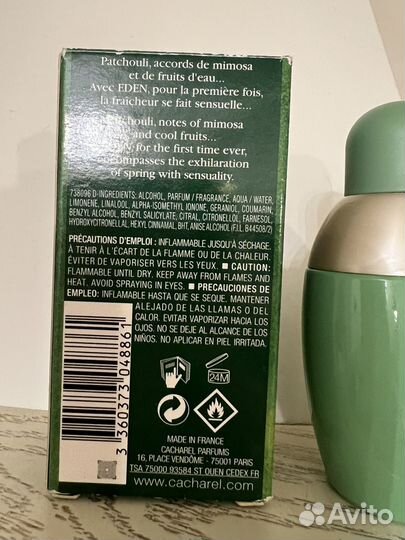 Patchouli, accords de mimosa
et de fruits d'eau...
Avec EDEN, pour la première fois,
la fraîcheur se fait sensuelle...
notes of mimosa
and cool fruits...
for the first time ever,
encompasses the exhilaration
of spring with sensuality.
738096 D-INGREDIENTS: ALCOHOL, PARFUM / FRAGRANCE, AQUA / WATER,
LIMONENE, LINALOOL, ALPHA-ISOMETHYL IONONE, GERANIOL, COUMARIN,
BENZYL ALCOHOL, BENZYL SALICYLATE, CITRAL, CITRONELLOL, FARNESOL,
HYDROXYCITRONELLAL, HEXYL CINNAMAL, BHT, ANISE ALCOHOL (F.I.L. B44508/2)
PRÉCAUTIONS D'EMPLOI: INFLAMMABLE JUSQU'À SÉCHAGE.
À TENIR À L'ÉCART DE LA FLAMME OU DE LA CHALEUR.
ÉVITER DE VAPORISER VERS LES YEUX. ■ CAUTION:
FLAMMABLE UNTIL DRY. KEEP AWAY FROM FLAMES AND
HEAT. AVOID SPRAYING IN EYES. ■ PRECAUCIONES DE
EMPLEO: INFLAMABLE HASTA QUE SE SEQUE. MANTENER
ALEJADO DE LAS LLAMAS O DEL
CALOR. EVITAR VAPORIZAR HACIA LOS
OJOS. NO SE DEJE AL ALCANCE DE LOS
NIÑOS. NO APLICAR EN PIEL IRRITADA.
3 360373 048861
24M
MADE IN FRANCE
CACHAREL PARFUMS
16, PLACE VENDÔME - 75001 PARIS
TSA 75000 93584 ST OUEN CEDEX FR
www.cacharel.com
Avito